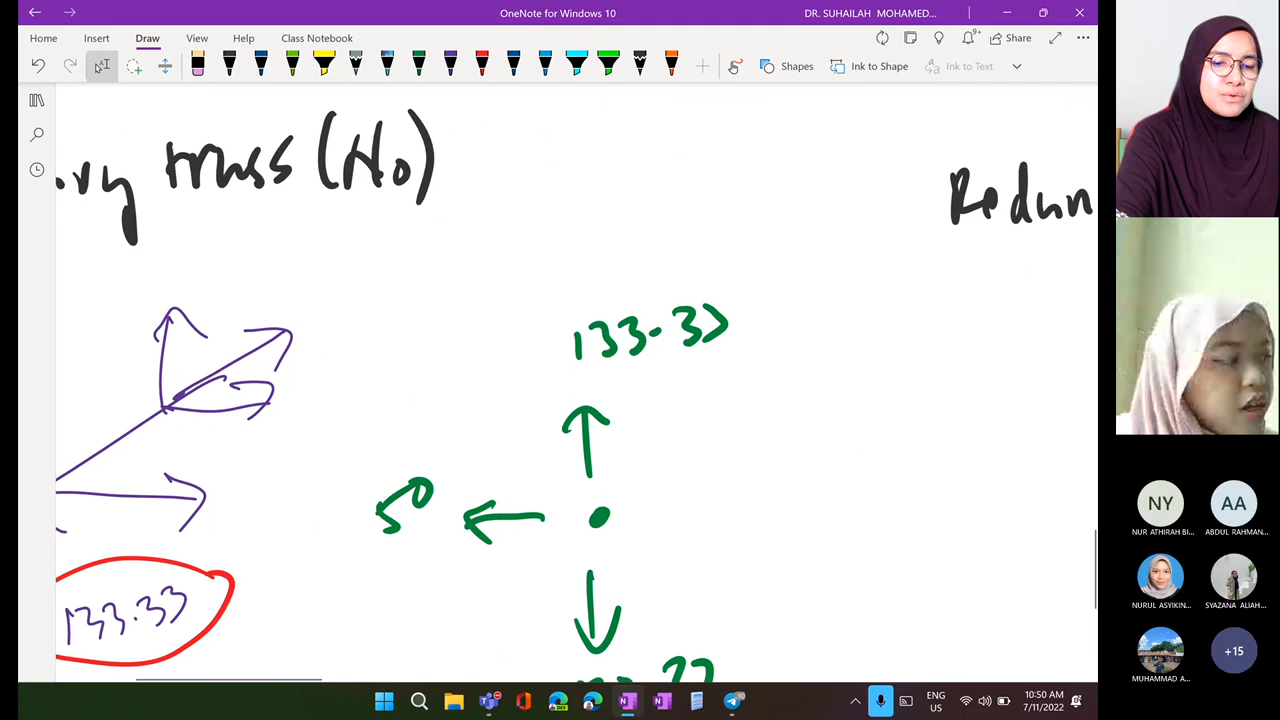 OneNote for Windows 10
DR. SUHAILAH MOHAMED...
Home Insert Draw View Help Class Notebook
Share
Shapes
Ink to Shape
Ink to Text
truss (No)
Redun
133.33
50
133.33
NY
NUR ATHIRAH BI...
AA
ABDUL RAHMAN...
NURUL ASYIKIN...
SYAZANA ALIAH...
MUHAMMAD A...
+15
9+
ENG
US
10:50 AM
7/11/2022